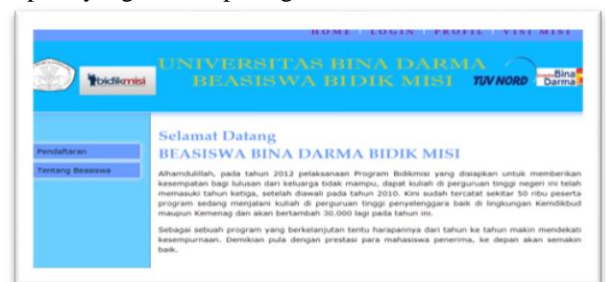 HOME LOGIN PROFIL VISI MISI
UNIVERSITAS BINA DARMA
BEASISWA BIDIK MISI
bidikmisi
TUV NORD
Bina
Darma
Pendaftaran
Tentang Beasiswa
Selamat Datang
BEASISWA BINA DARMA BIDIK MISI
Alhamdulillah, pada tahun 2012 pelaksanaan Program Bidikmisi yang disiapkan untuk memberikan
kesempatan bagi lulusan dari keluarga tidak mampu, dapat kuliah di perguruan tinggi negeri ini telah
memasuki tahun ketiga, setelah diawali pada tahun 2010. Kini sudah tercatat sekitar 50 ribu peserta
program sedang menjalani kuliah di perguruan tinggi penyelenggara baik di lingkungan Kemdikbud
maupun Kemenag dan akan bertambah 30.000 lagi pada tahun ini.
Sebagai sebuah program yang berkelanjutan tentu harapannya dari tahun ke tahun makin mendekati
kesempurnaan. Demikian pula dengan prestasi para mahasiswa penerima, ke depan akan semakin
baik.